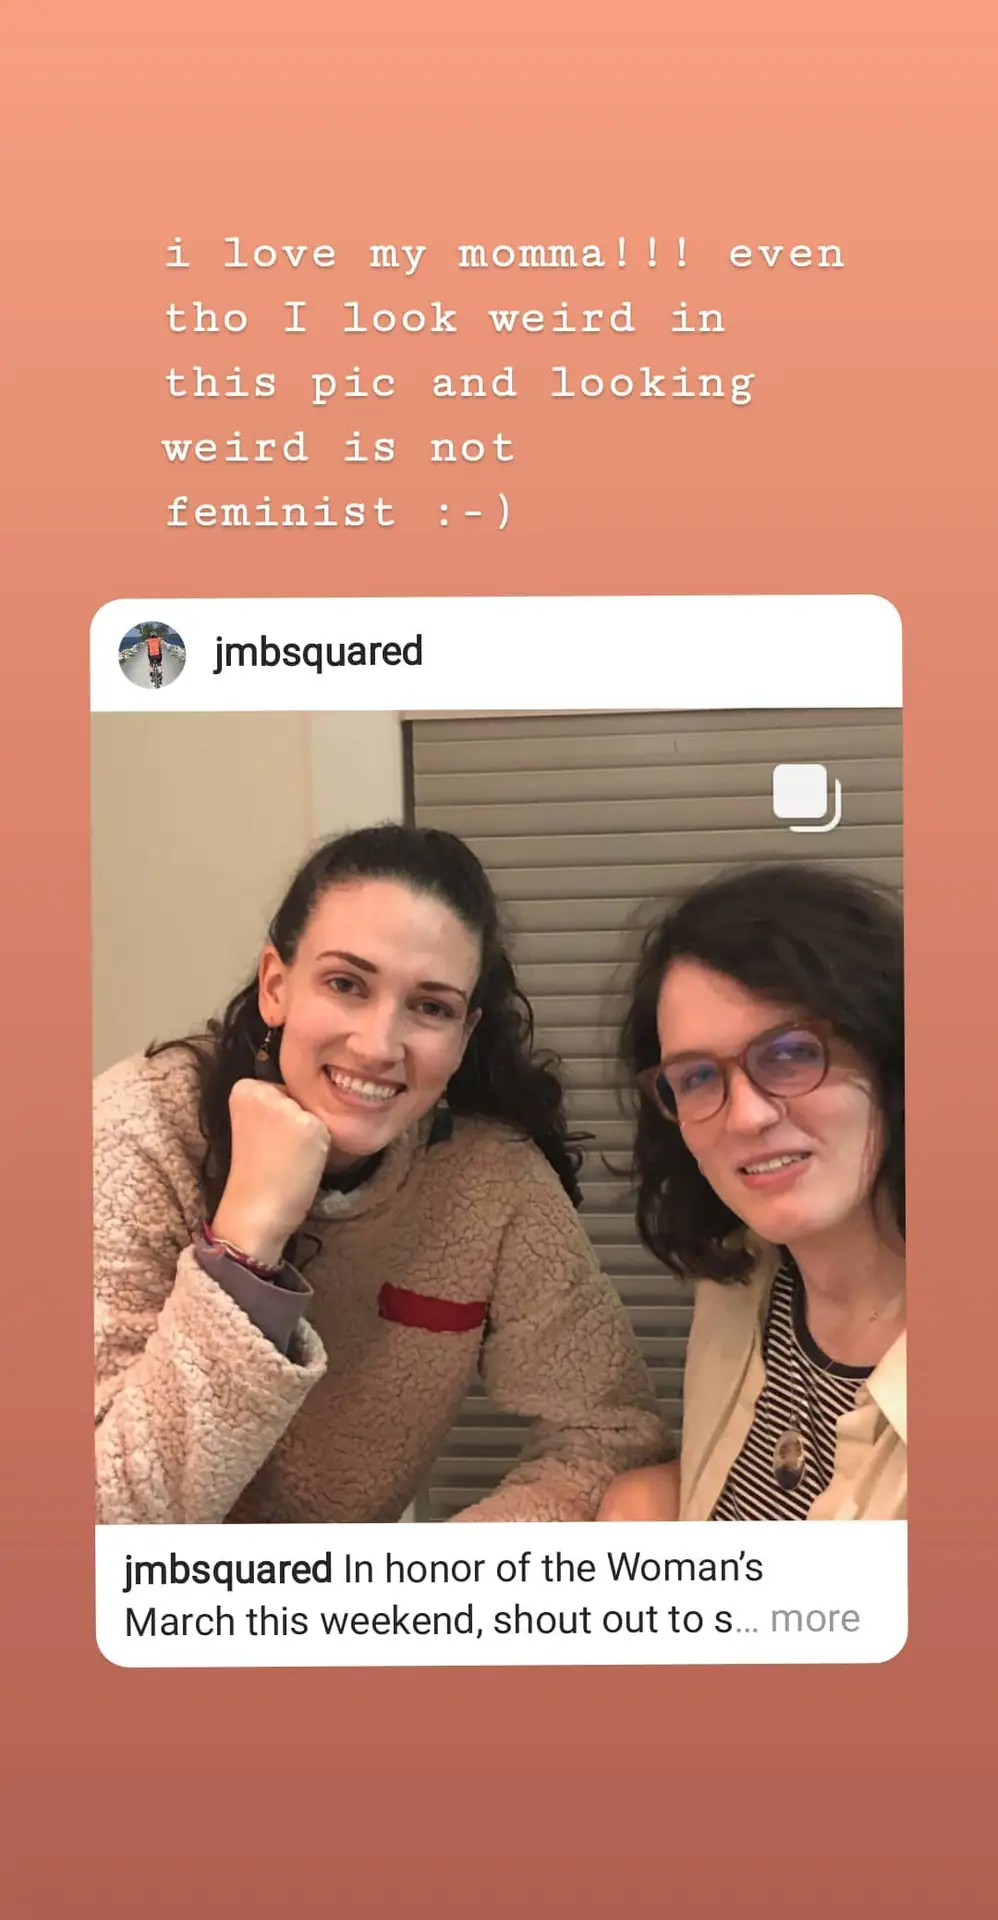 i love my momma!!! even
tho I look weird in
this pic and looking
weird is not
feminist :-)
jmbsquared
jmbsquared In honor of the Woman’s
March this weekend, shout out to s… more